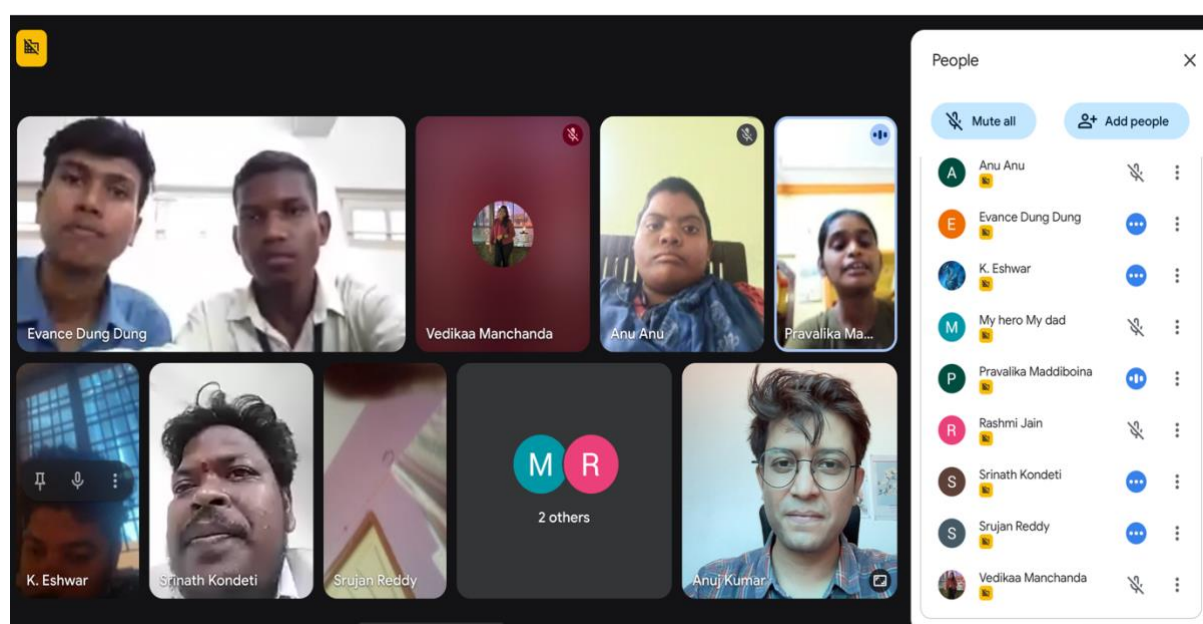 Evance Dung Dung
Vedikaa Manchanda
Anu Anu
Pravalika Ma...
K. Eshwar
Srinath Kondeti
Srujan Reddy
M R
2 others
Anuj Kumar
People
Mute all
Add people
A Anu Anu
E Evance Dung Dung
K. Eshwar
M My hero My dad
P Pravalika Maddiboina
R Rashmi Jain
S Srinath Kondeti
S Srujan Reddy
Vedikaa Manchanda